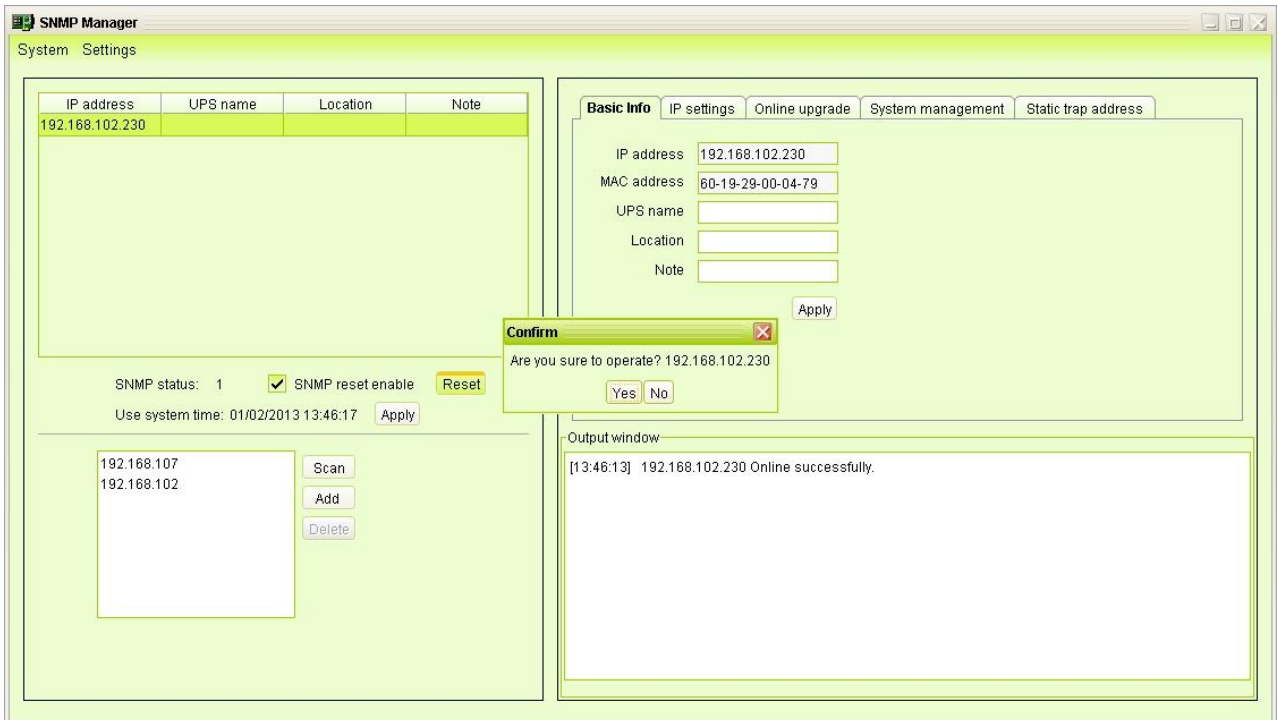 SNMP Manager
System Settings
IP address UPS name Location Note
192.168.102.230
SNMP status: 1 SNMP reset enable Reset
Use system time: 01/02/2013 13:46:17 Apply
192.168.107
192.168.102
Scan
Add
Delete
Basic Info IP settings Online upgrade System management Static trap address
IP address 192.168.102.230
MAC address 60-19-29-00-04-79
UPS name
Location
Note
Apply
Confirm
Are you sure to operate? 192.168.102.230
Yes No
Output window
[13:46:13] 192.168.102.230 Online successfully.